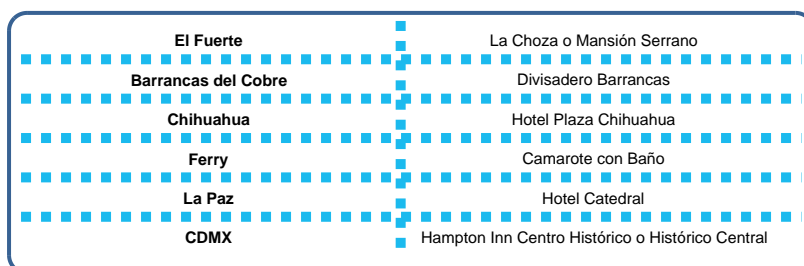 El Fuerte La Choza o Mansión Serrano
Barrancas del Cobre Divisadero Barrancas
Chihuahua Hotel Plaza Chihuahua
Ferry Camarote con Baño
La Paz Hotel Catedral
CDMX Hampton Inn Centro Histórico o Histórico Central